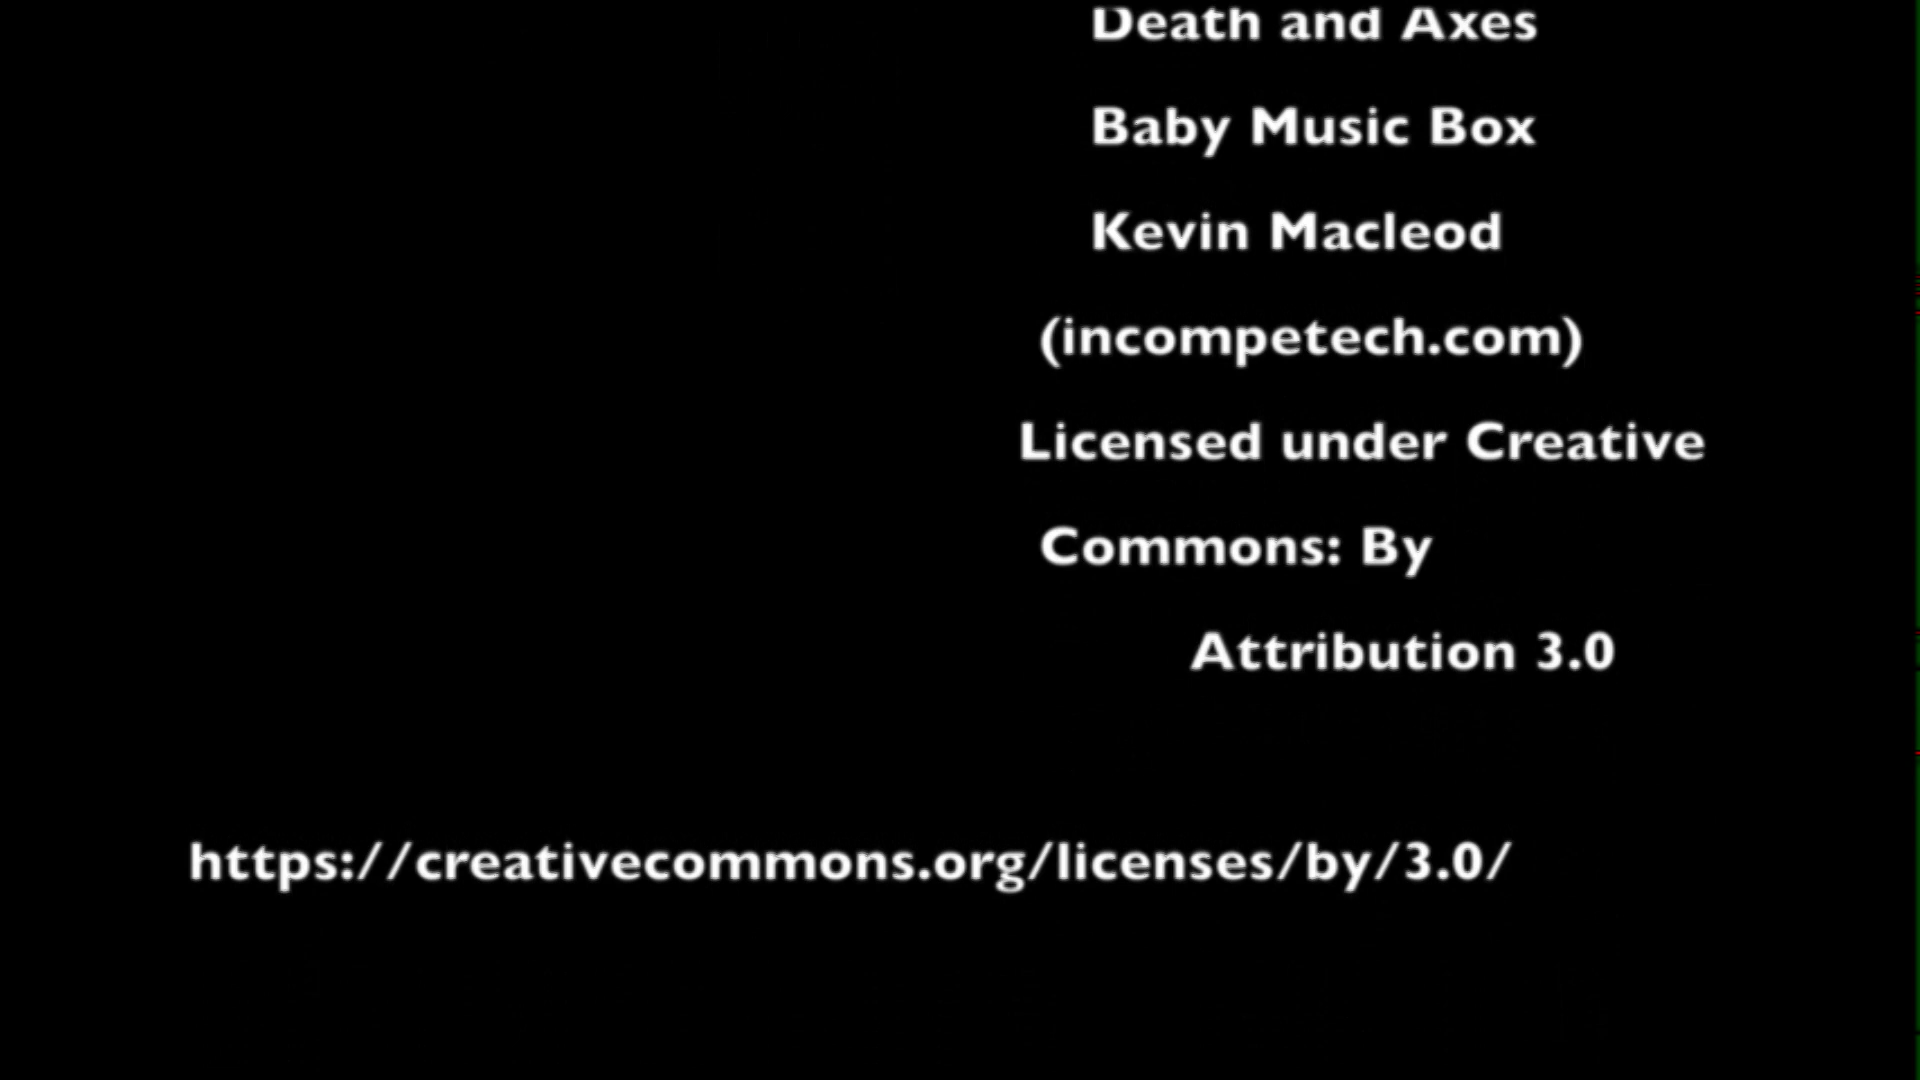 Death and Axes
Baby Music Box
Kevin Macleod
(incompetech.com)
Licensed under Creative
Commons: By
Attribution 3.0
https://creativecommons.org/licenses/by/3.0/